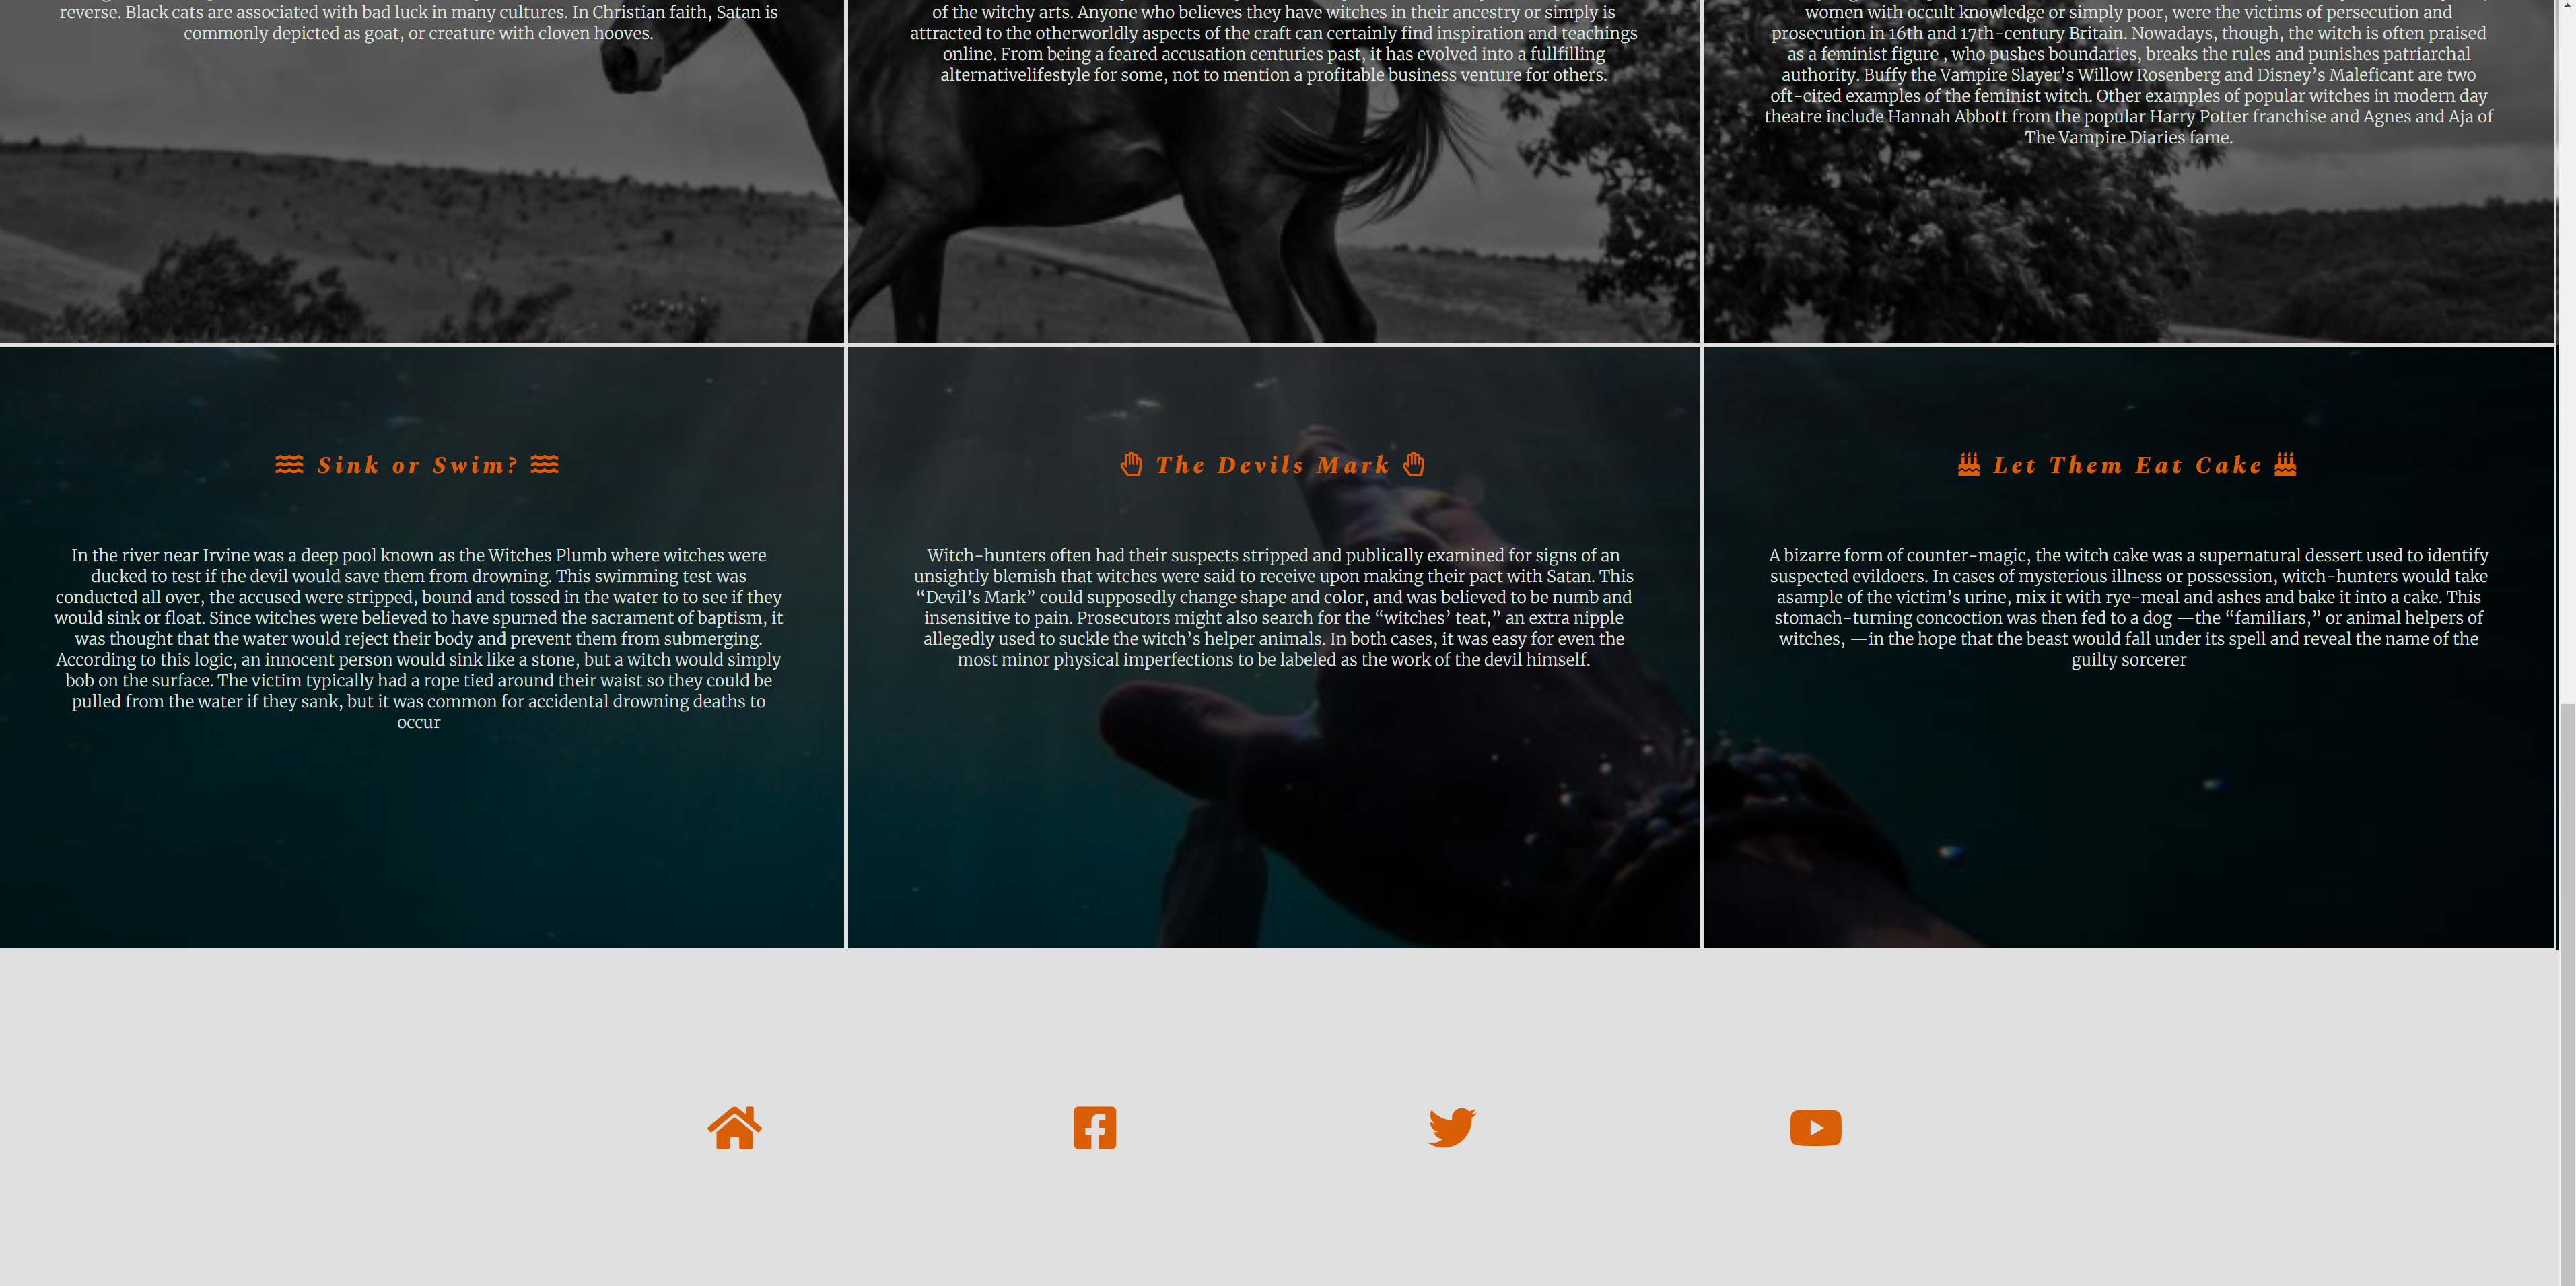 reverse. Black cats are associated with bad luck in many cultures. In Christian faith, Satan is
commonly depicted as goat, or creature with cloven hooves.
of the witchy arts. Anyone who believes they have witches in their ancestry or simply is
attracted to the otherworldly aspects of the craft can certainly find inspiration and teachings
online. From being a feared accusation centuries past, it has evolved into a fullfilling
alternativelifestyle for some, not to mention a profitable business venture for others.
women with occult knowledge or simply poor, were the victims of persecution and
prosecution in 16th and 17th-century Britain. Nowadays, though, the witch is often praised
as a feminist figure , who pushes boundaries, breaks the rules and punishes patriarchal
authority. Buffy the Vampire Slayer’s Willow Rosenberg and Disney’s Maleficant are two
oft-cited examples of the feminist witch. Other examples of popular witches in modern day
theatre include Hannah Abbott from the popular Harry Potter franchise and Agnes and Aja of
The Vampire Diaries fame.
Sink or Swim?
In the river near Irvine was a deep pool known as the Witches Plumb where witches were
ducked to test if the devil would save them from drowning. This swimming test was
conducted all over, the accused were stripped, bound and tossed in the water to to see if they
would sink or float. Since witches were believed to have spurned the sacrament of baptism, it
was thought that the water would reject their body and prevent them from submerging.
According to this logic, an innocent person would sink like a stone, but a witch would simply
bob on the surface. The victim typically had a rope tied around their waist so they could be
pulled from the water if they sank, but it was common for accidental drowning deaths to
occur
The Devils Mark
Witch-hunters often had their suspects stripped and publically examined for signs of an
unsightly blemish that witches were said to receive upon making their pact with Satan. This
“Devil’s Mark” could supposedly change shape and color, and was believed to be numb and
insensitive to pain. Prosecutors might also search for the “witches’ teat,” an extra nipple
allegedly used to suckle the witch’s helper animals. In both cases, it was easy for even the
most minor physical imperfections to be labeled as the work of the devil himself.
Let Them Eat Cake
A bizarre form of counter-magic, the witch cake was a supernatural dessert used to identify
suspected evildoers. In cases of mysterious illness or possession, witch-hunters would take
asample of the victim’s urine, mix it with rye-meal and ashes and bake it into a cake. This
stomach-turning concoction was then fed to a dog —the “familiars,” or animal helpers of
witches, —in the hope that the beast would fall under its spell and reveal the name of the
guilty sorcerer